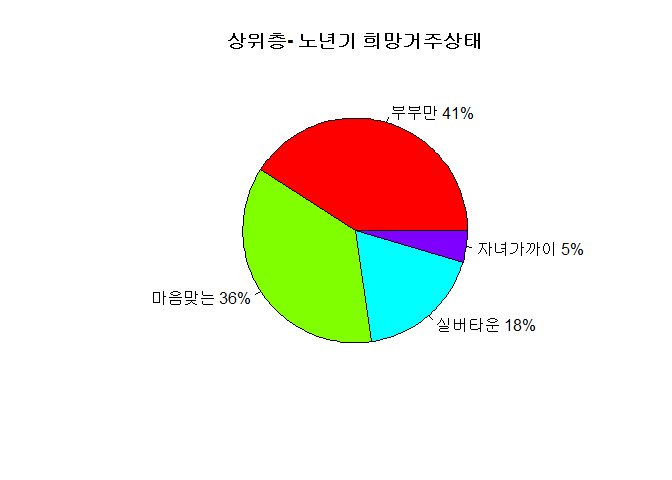 상위층- 노년기 희망거주상태
부부만 41%
자녀가까이 5%
마음맞는 36%
실버타운 18%